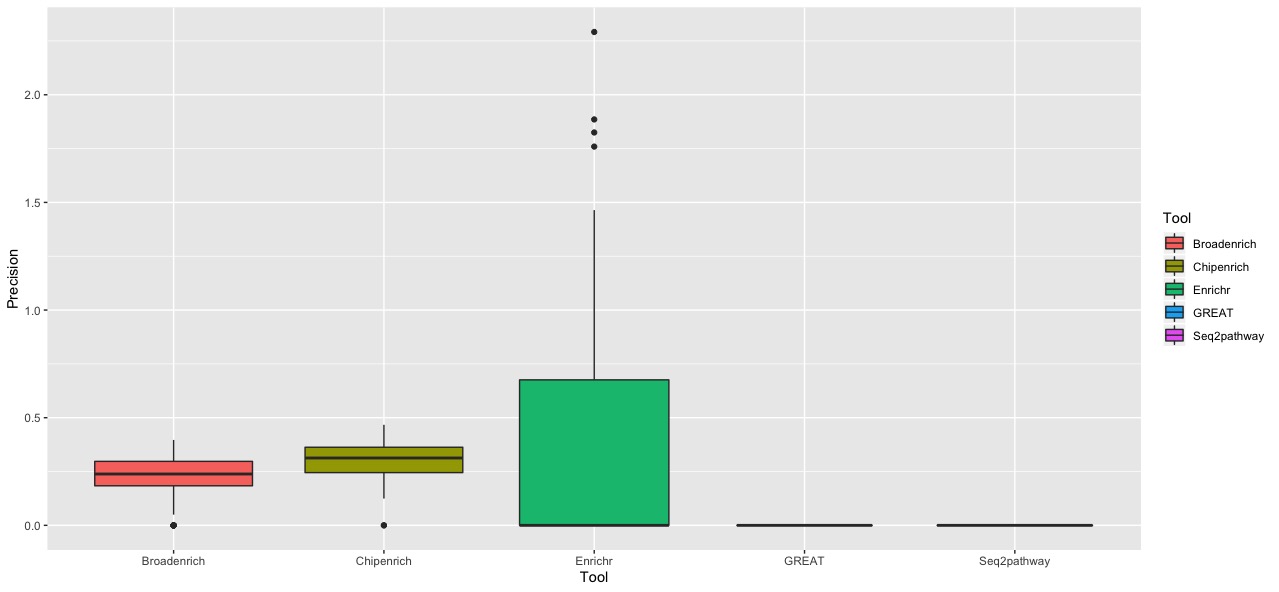 Precision
2.0
1.5
1.0
0.5
0.0
Broadenrich Chipenrich Enrichr GREAT Seq2pathway
Tool
Tool
Broadenrich
Chipenrich
Enrichr
GREAT
Seq2pathway